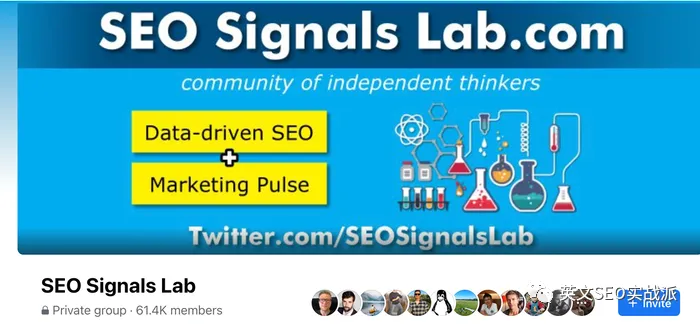 SEO Signals Lab.com
community of independent thinkers
Data-driven SEO
+
Marketing Pulse
Twitter.com/SEOSignalsLab
SEO Signals Lab
Private group · 61.4K members
英文SEO实战派
+ Invite